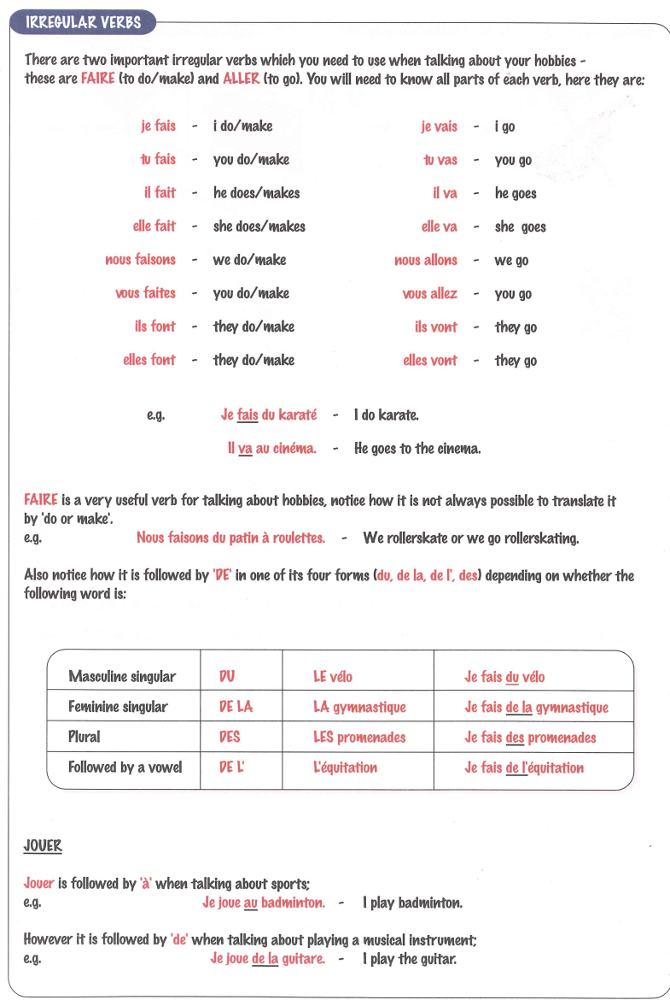 IRREGULAR VERBS
There are two important irregular verbs which you need to use when talking about your hobbies -
these are FAIRE (to do/make) and ALLER (to go). You will need to know all parts of each verb, here they are:
je fais - i do/make je vais - i go
tu fais - you do/make tu vas - you go
il fait - he does/makes il va - he goes
elle fait - she does/makes elle va - she goes
nous faisons - we do/make nous allons - we go
vous faites - you do/make vous allez - you go
ils font - they do/make ils vont - they go
elles font - they do/make elles vont - they go
e.g. Je fais du karaté - I do karate.
Il va au cinéma. - He goes to the cinema.
FAIRE is a very useful verb for talking about hobbies, notice how it is not always possible to translate it
by 'do or make'.
e.g. Nous faisons du patin à roulettes. - We rollerskate or we go rollerskating.
Also notice how it is followed by 'DE' in one of its four forms (du, de la, de l', des) depending on whether the
following word is:
Masculine singular DU LE vélo Je fais du vélo
Feminine singular DE LA LA gymnastique Je fais de la gymnastique
Plural DES LES promenades Je fais des promenades
Followed by a vowel DE L' L'équitation Je fais de l'équitation
JOUER
Jouer is followed by 'à' when talking about sports;
e.g. Je joue au badminton. - I play badminton.
However it is followed by 'de' when talking about playing a musical instrument;
e.g. Je joue de la guitare. - I play the guitar.